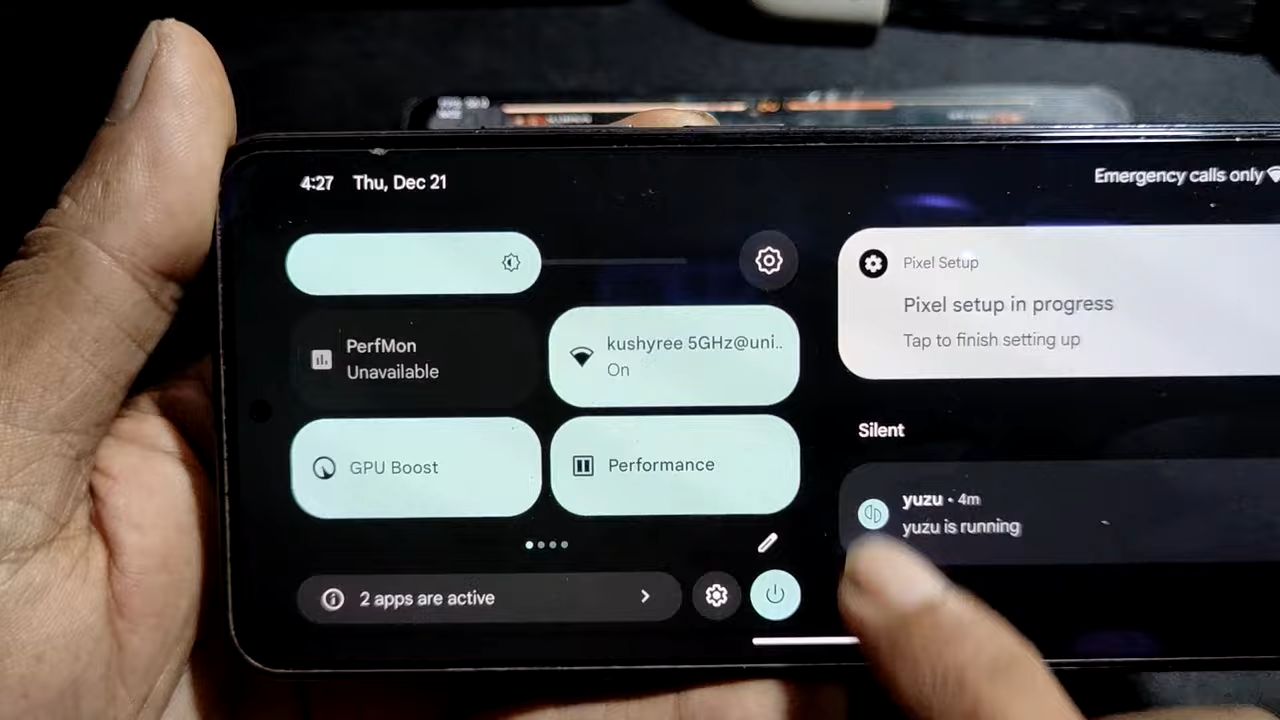 4:27 Thu, Dec 21
Emergency calls only
PerfMon
Unavailable
kushyree 5GHz@uni..
On
GPU Boost
Performance
2 apps are active
Pixel Setup
Pixel setup in progress
Tap to finish setting up
Silent
yuzu • 4m
yuzu is running